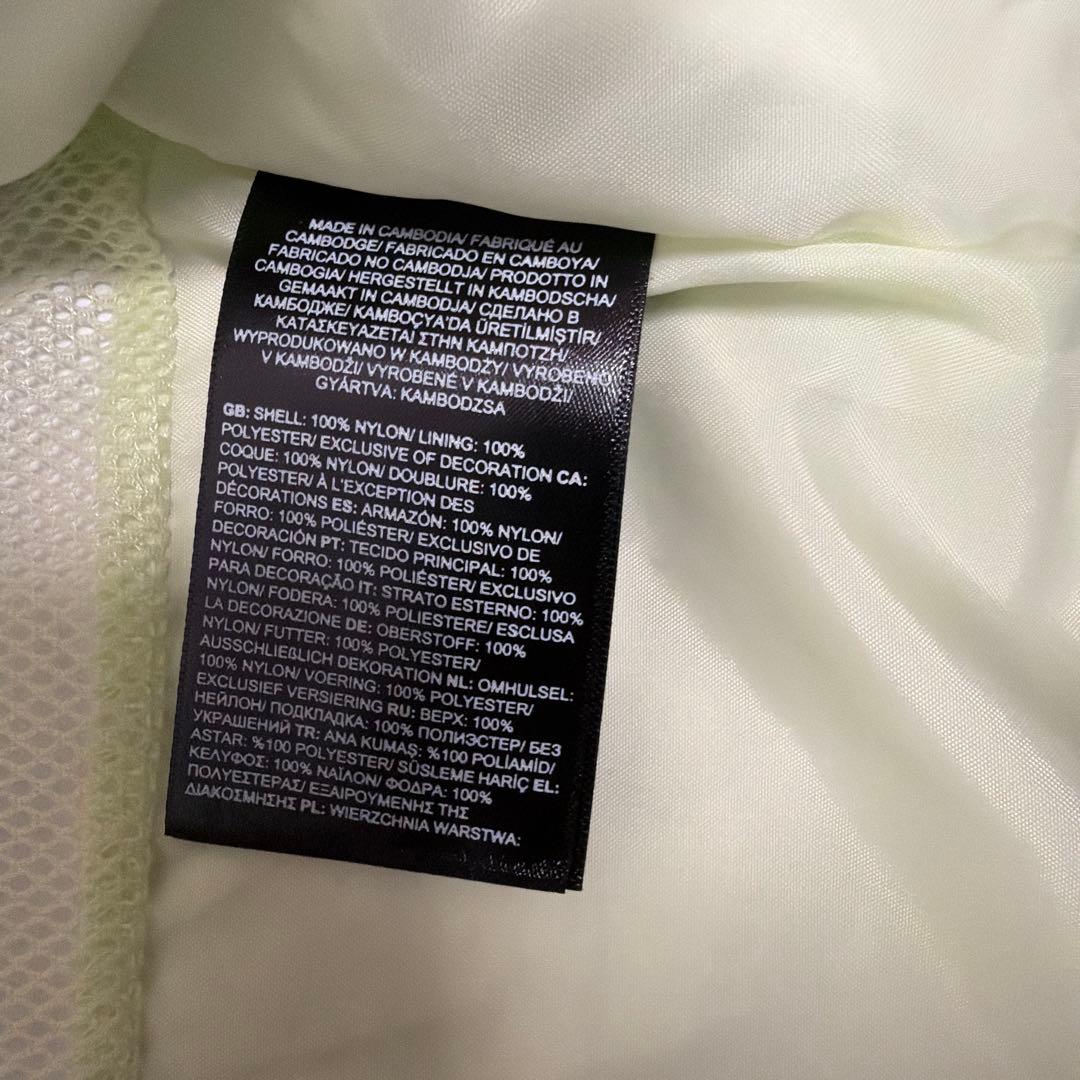 MADE IN CAMBODIA/ FABRIQUÉ AU
CAMBODGE/ FABRICADO EN CAMBOYA/
FABRICADO NO CAMBODJA/ PRODOTTO IN
CAMBOGIA/ HERGESTELLT IN KAMBODSCHA/
GEMAAKT IN CAMBODJA/ СДЕЛАНО В
КАМБОДЖЕ/ KAMBOÇYA'DA ÜRETİLMİŞTİR/
ΚΑΤΑΣΚΕΥΑΖΕΤΑΙ ΣΤΗΝ ΚΑΜΠΟΤΖΗ/
WYPRODUKOWANO W KAMBODŻY/ VYROBENO
V KAMBODŽI/ VYROBENÉ V KAMBODŽI/
GYÁRTVA: KAMBODZSA
GB: SHELL: 100% NYLON/ LINING: 100%
POLYESTER/ EXCLUSIVE OF DECORATION CA:
COQUE: 100% NYLON/ DOUBLURE: 100%
POLYESTER/ À L'EXCEPTION DES
DÉCORATIONS ES: ARMAZÓN: 100% NYLON/
FORRO: 100% POLIÉSTER/ EXCLUSIVO DE
DECORACIÓN PT: TECIDO PRINCIPAL: 100%
NYLON/ FORRO: 100% POLIÉSTER/ EXCLUSIVO
PARA DECORAÇÃO IT: STRATO ESTERNO: 100%
NYLON/ FODERA: 100% POLIESTERE/ ESCLUSA
LA DECORAZIONE DE: OBERSTOFF: 100%
NYLON/ FUTTER: 100% POLYESTER/
AUSSCHLIEßLICH DEKORATION NL: OMHULSEL:
100% NYLON/ VOERING: 100% POLYESTER/
EXCLUSIEF VERSIERING RU: ВЕРХ: 100%
НЕЙЛОН/ ПОДКЛАДКА: 100% ПОЛИЭСТЕР/ БЕЗ
УКРАШЕНИЙ TR: ANA KUMAŞ: %100 POLİAMİD/
ASTAR: %100 POLYESTER/ SÜSLEME HARİÇ EL:
ΚΕΛΥΦΟΣ: 100% ΝΑΪΛΟΝ/ ΦΟΔΡΑ: 100%
ΠΟΛΥΕΣΤΕΡΑΣ/ ΕΞΑΙΡΟΥΜΕΝΗΣ ΤΗΣ
ΔΙΑΚΟΣΜΗΣΗΣ PL: WIERZCHNIA WARSTWA: